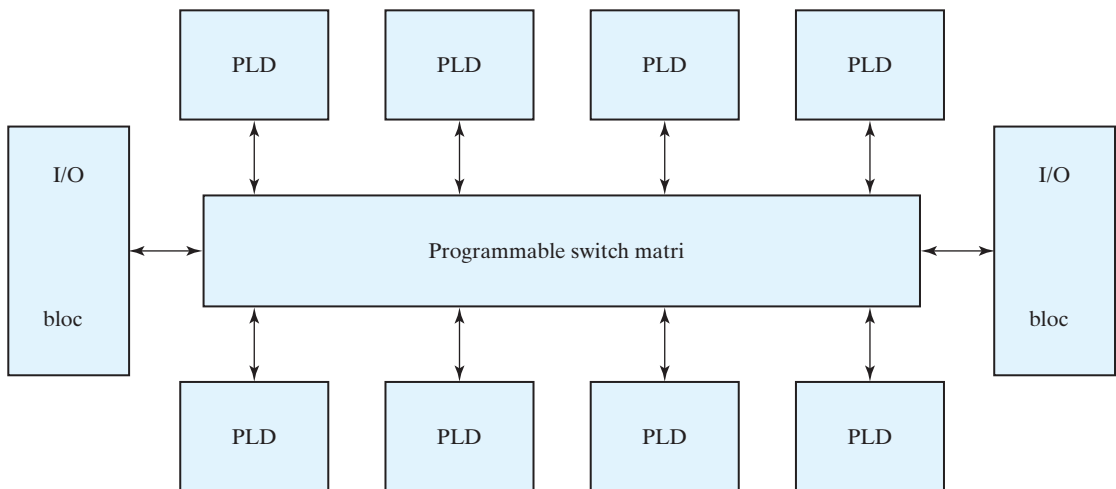 PLD PLD PLD PLD
I/O I/O
Programmable switch matri
bloc bloc
PLD PLD PLD PLD